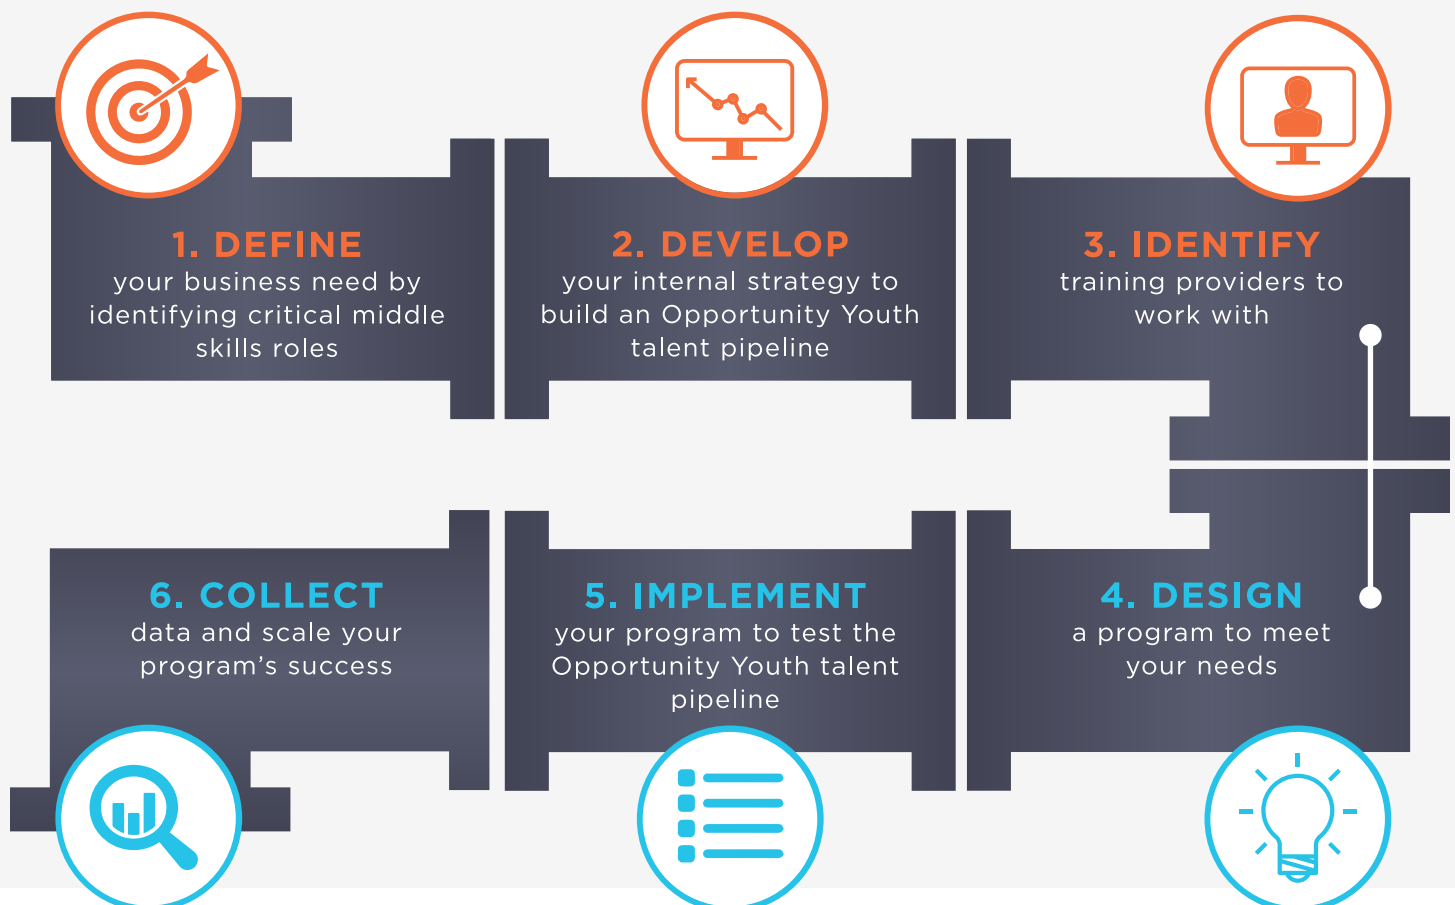 1. DEFINE
your business need by
identifying critical middle
skills roles
2. DEVELOP
your internal strategy to
build an Opportunity Youth
talent pipeline
3. IDENTIFY
training providers to
work with
4. DESIGN
a program to meet
your needs
5. IMPLEMENT
your program to test the
Opportunity Youth talent
pipeline
6. COLLECT
data and scale your
program’s success